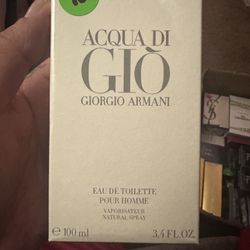 ACQUA DI
GIÒ
GIORGIO ARMANI
EAU DE TOILETTE
POUR HOMME
VAPORISATEUR
NATURAL SPRAY
℮ 100 ml 3.4 FL.OZ